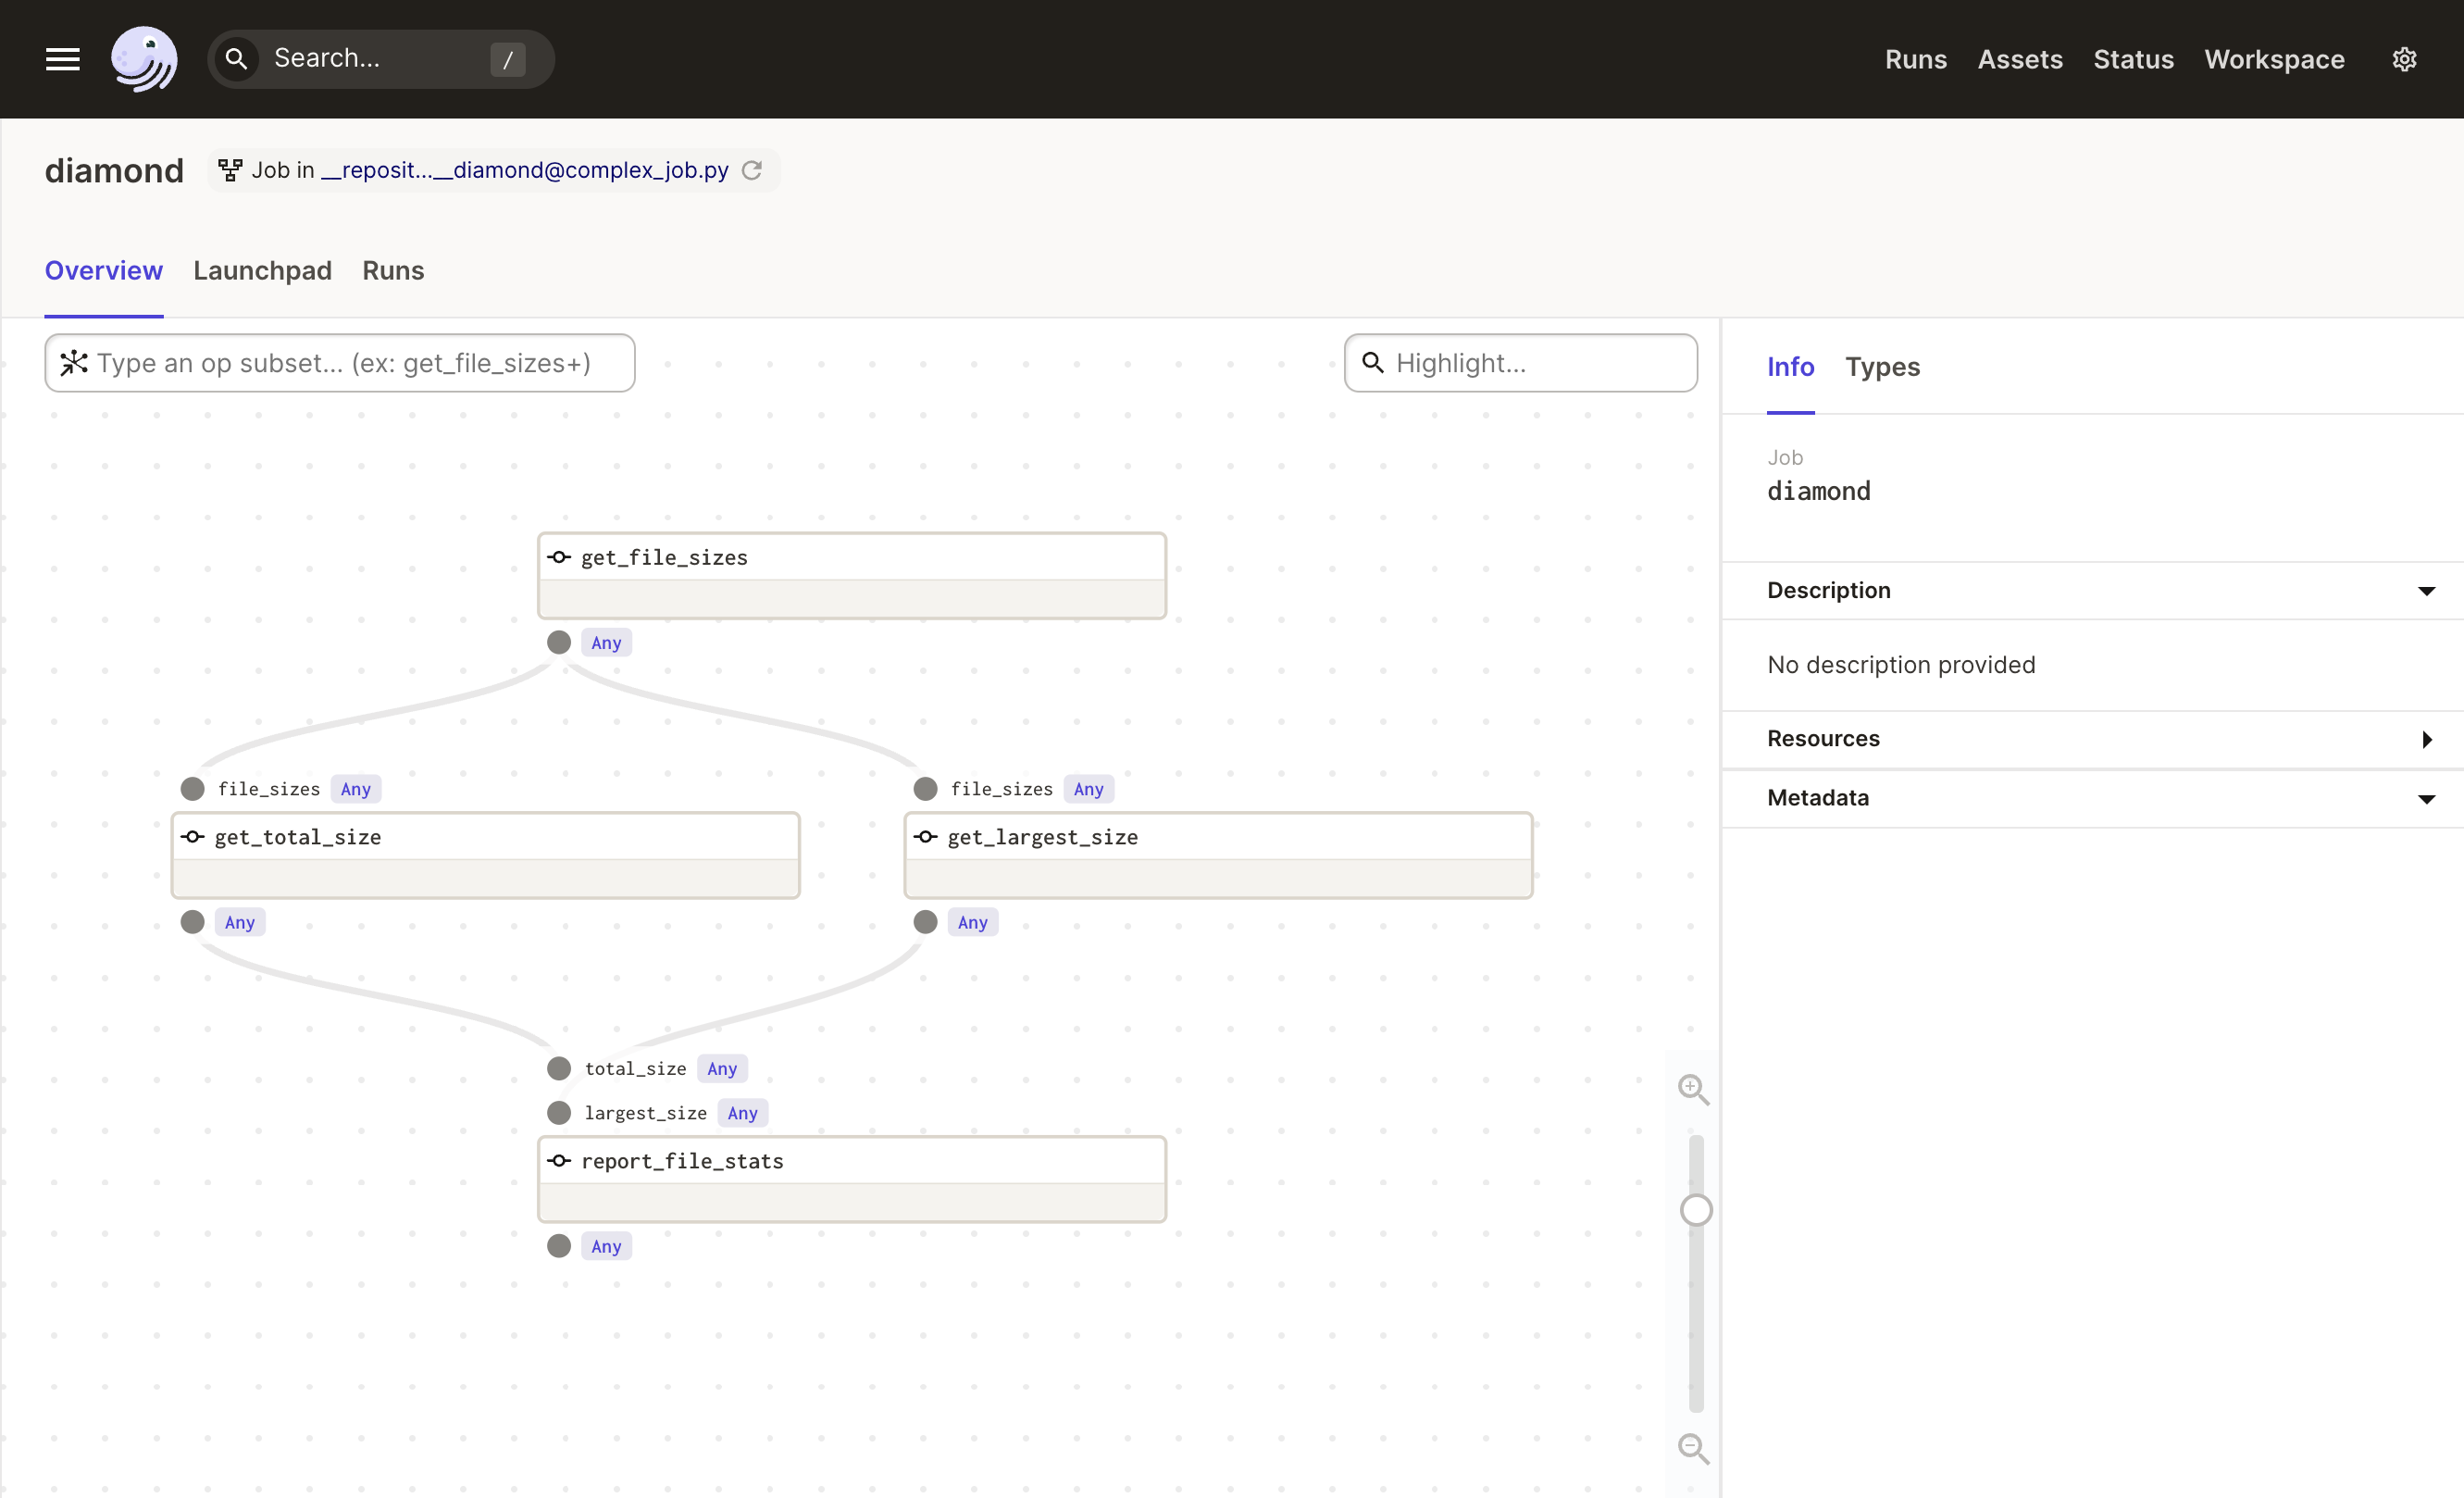 Search... /
Runs Assets Status Workspace
diamond Job in __reposit...__diamond@complex_job.py
Overview Launchpad Runs
Type an op subset... (ex: get_file_sizes+)
Highlight...
get_file_sizes
Any
file_sizes Any
get_total_size
Any
file_sizes Any
get_largest_size
Any
total_size Any
largest_size Any
report_file_stats
Any
Info Types
Job
diamond
Description
No description provided
Resources
Metadata